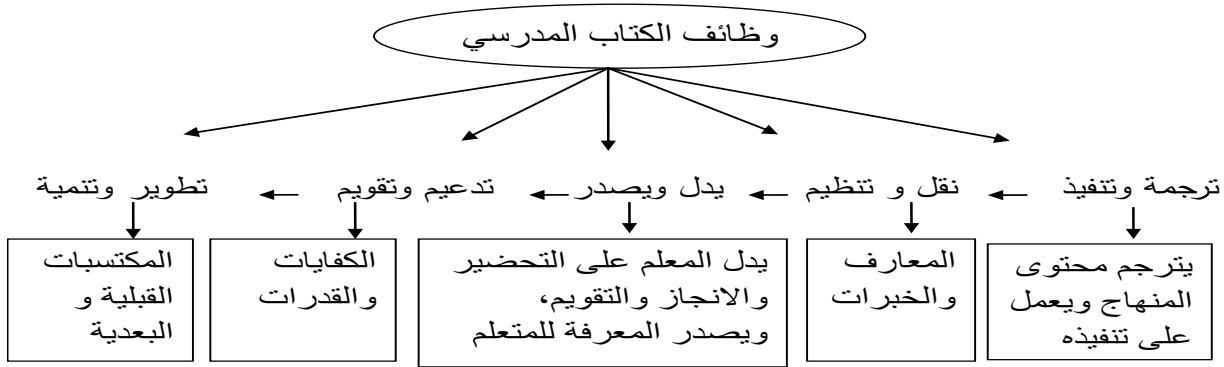 وظائف الكتاب المدرسي
ترجمة وتنفيذ
نقل و تنظيم
يدل ويصدر
تدعيم وتقويم
تطوير وتنمية
يترجم محتوى
المنهاج ويعمل
على تنفيذه
المعارف
والخبرات
يدل المعلم على التحضير
والانجاز والتقويم،
ويصدر المعرفة للمتعلم
الكفايات
والقدرات
المكتسبات
القبلية و
البعدية